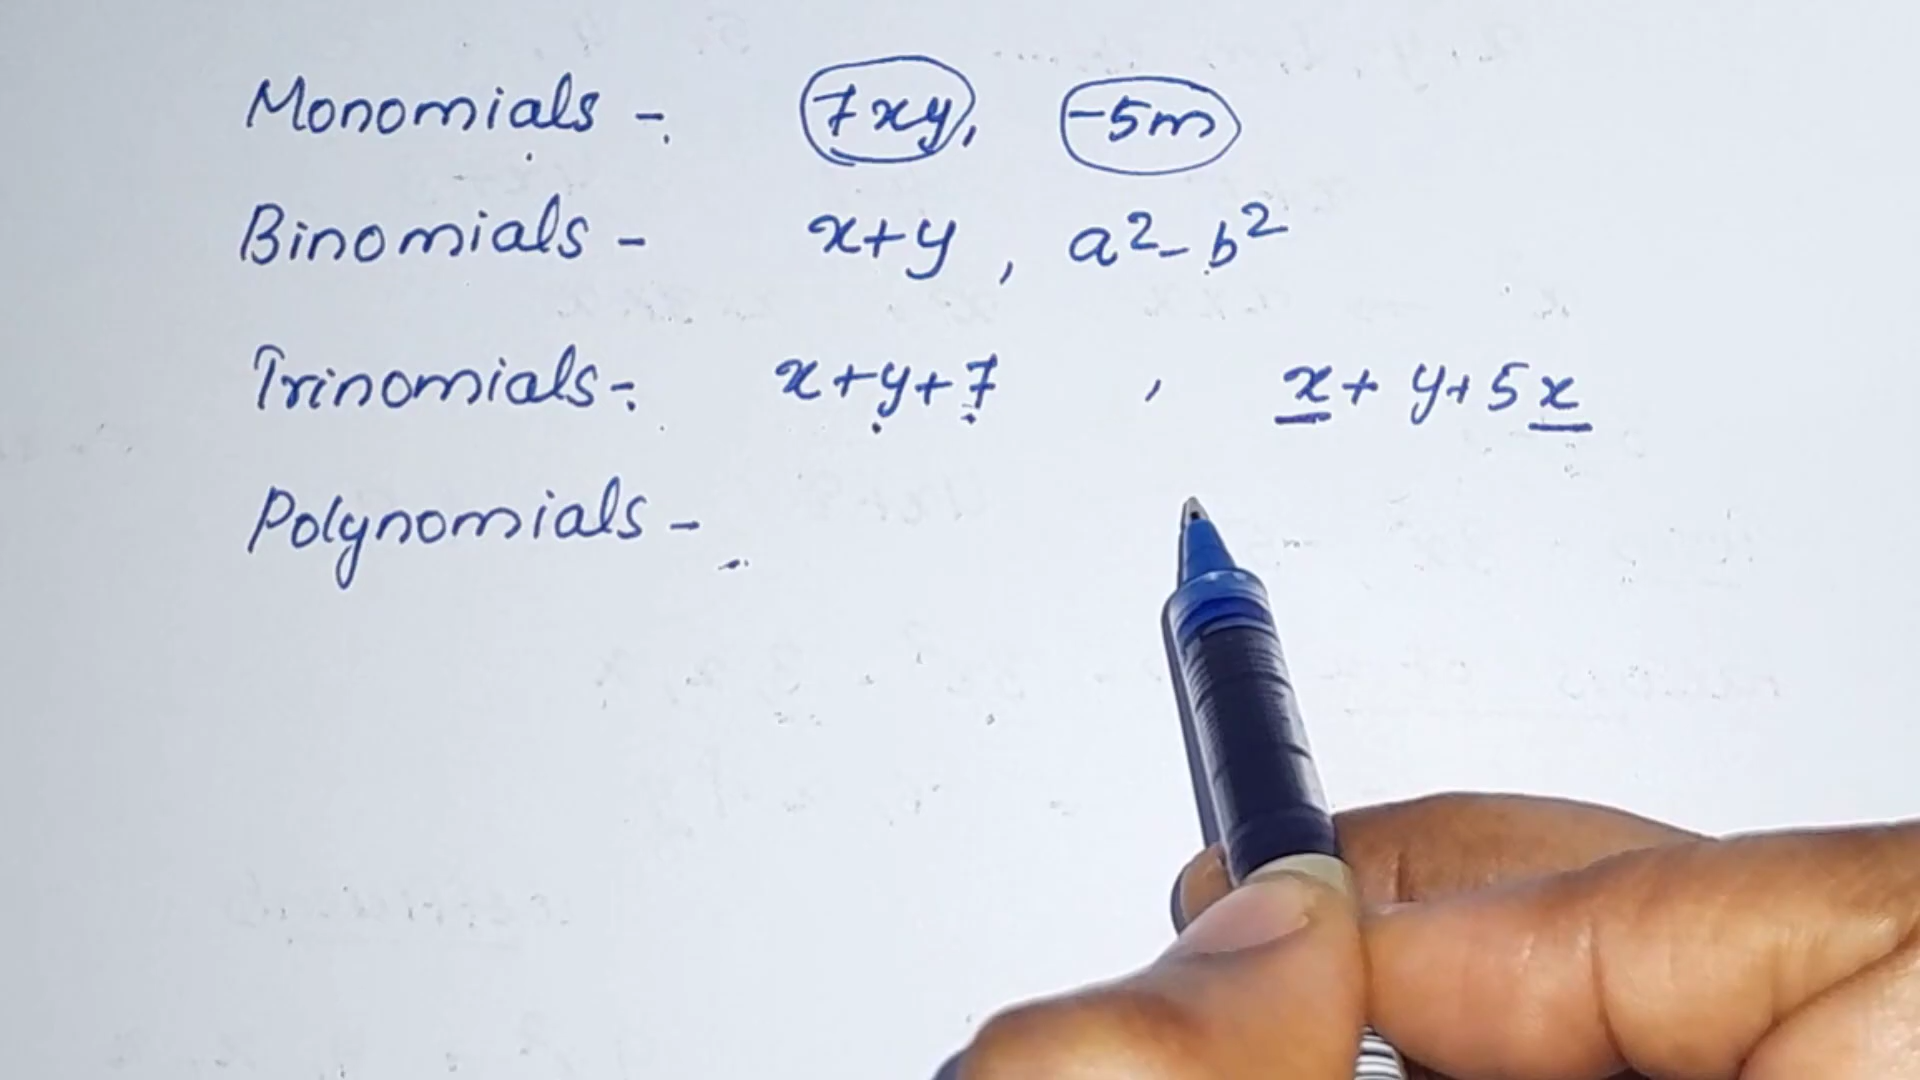 Monomials - 7xy, -5m
Binomials - x+y, a²-b²
Trinomials - x+y+7 , x+y+5x
Polynomials -